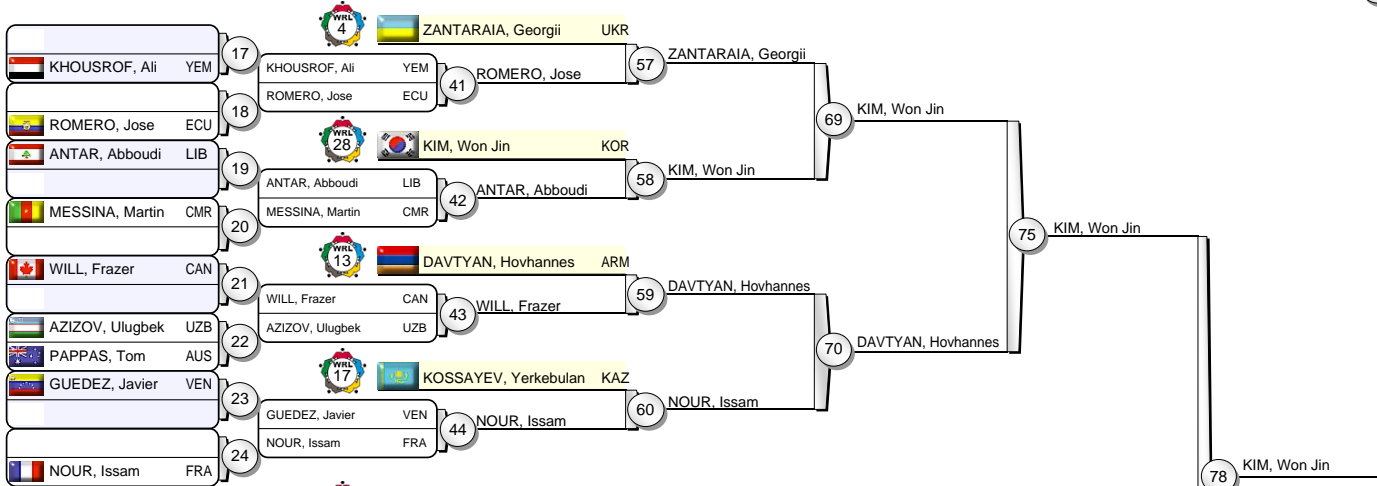 WRL
4
ZANTARAIA, Georgii UKR
17
KHOUSROF, Ali YEM
KHOUSROF, Ali YEM
ROMERO, Jose ECU
41
ROMERO, Jose
57
ZANTARAIA, Georgii
18
ROMERO, Jose ECU
69
KIM, Won Jin
WRL
28
KIM, Won Jin KOR
ANTAR, Abboudi LIB
19
ANTAR, Abboudi LIB
MESSINA, Martin CMR
42
ANTAR, Abboudi
58
KIM, Won Jin
MESSINA, Martin CMR
20
75
KIM, Won Jin
WRL
13
DAVTYAN, Hovhannes ARM
WILL, Frazer CAN
21
WILL, Frazer CAN
AZIZOV, Ulugbek UZB
43
WILL, Frazer
59
DAVTYAN, Hovhannes
AZIZOV, Ulugbek UZB
22
PAPPAS, Tom AUS
70
DAVTYAN, Hovhannes
WRL
17
KOSSAYEV, Yerkebulan KAZ
GUEDEZ, Javier VEN
23
GUEDEZ, Javier VEN
NOUR, Issam FRA
44
NOUR, Issam
60
NOUR, Issam
24
NOUR, Issam FRA
78
KIM, Won Jin